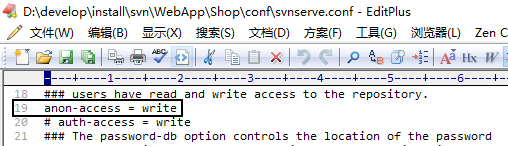 D:\develop\install\svn\WebApp\Shop\conf\svnserve.conf - EditPlus
文件(W) 编辑(B) 显示(X) 搜索(S) 文档(D) 方案(F) 工具(G) 浏览器(L) Zen C
----+----1----+----2----+----3----+----4----+----5----+----6----+
18 ### users have read and write access to the repository.
19 anon-access = write
20 # auth-access = write
21 ### The password-db option controls the location of the password